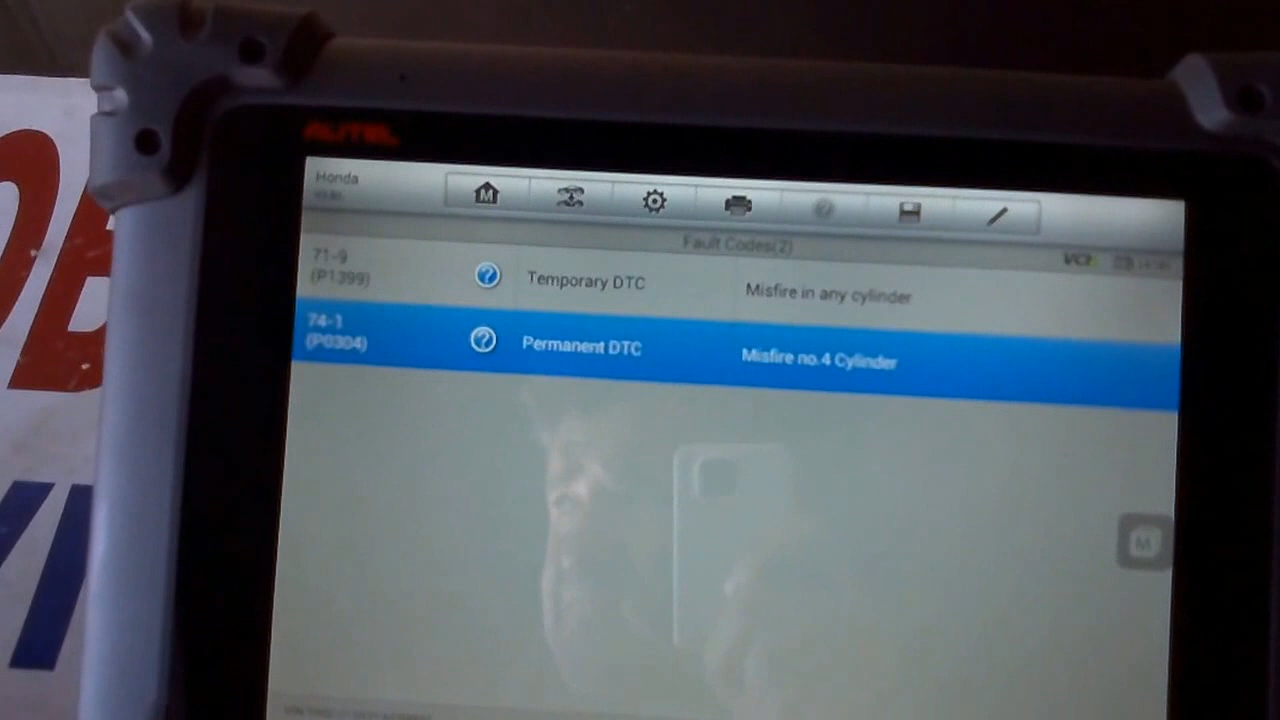 AUTEL
Honda
Fault Codes(2)
VCI
71-9
(P1399)
Temporary DTC
Misfire in any cylinder
74-1
(P0304)
Permanent DTC
Misfire no.4 Cylinder
M